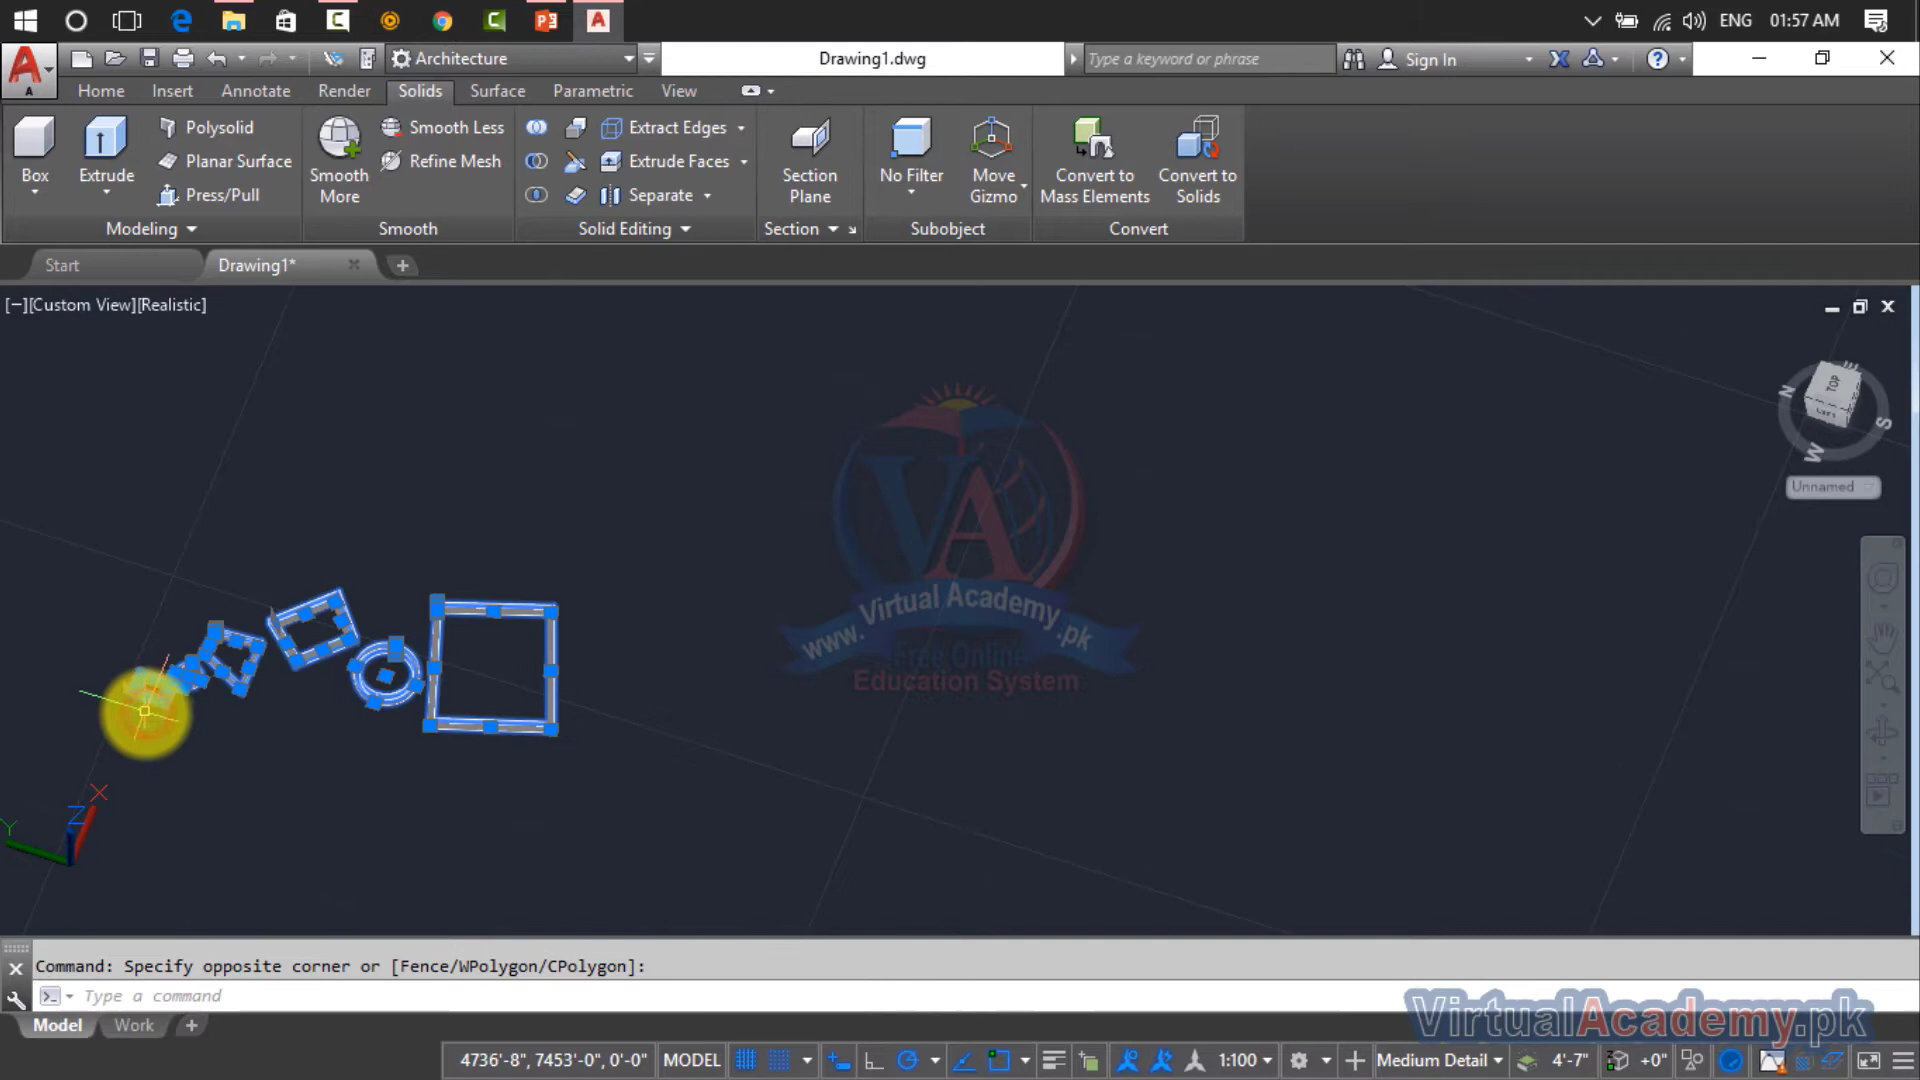 ENG 01:57 AM
Architecture
Drawing1.dwg
Type a keyword or phrase
Sign In
A
Home Insert Annotate Render Solids Surface Parametric View
Box
Extrude
Polysolid
Planar Surface
Press/Pull
Smooth More
Smooth Less
Refine Mesh
Extract Edges
Extrude Faces
Separate
Section Plane
No Filter
Move Gizmo
Convert to Mass Elements
Convert to Solids
Modeling Smooth Solid Editing Section Subobject Convert
Start Drawing1*
[−][Custom View][Realistic]
TOP
N
S
W
Unnamed
VA
www.VirtualAcademy.pk
Free Online
Education System
X
Z
Y
Command: Specify opposite corner or [Fence/WPolygon/CPolygon]:
Type a command
VirtualAcademy.pk
Model Work
4736'-8", 7453'-0", 0'-0" MODEL 1:100 Medium Detail 4'-7" +0"